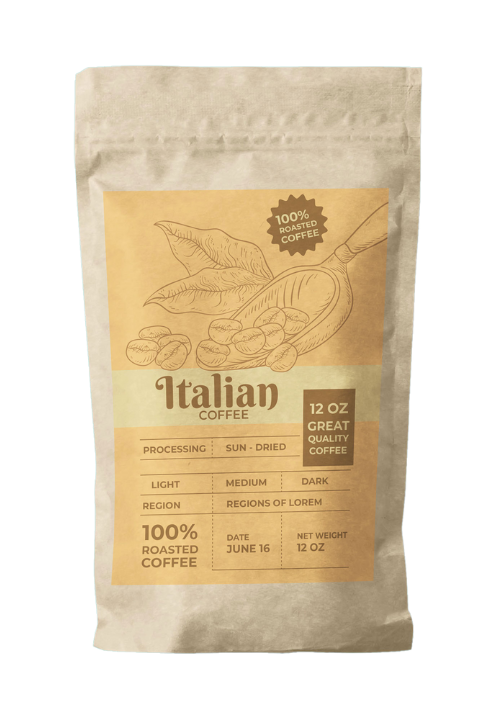 100%
ROASTED
COFFEE
Italian
COFFEE
12 OZ
GREAT
QUALITY
COFFEE
PROCESSING SUN - DRIED
LIGHT MEDIUM DARK
REGION REGIONS OF LOREM
100%
ROASTED
COFFEE
DATE
JUNE 16
NET WEIGHT
12 OZ